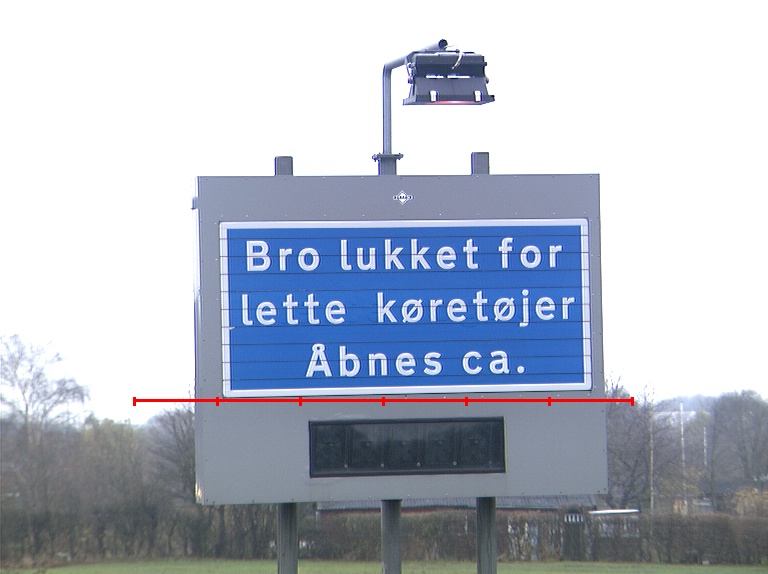 Bro lukket for
lette køretøjer
Åbnes ca.